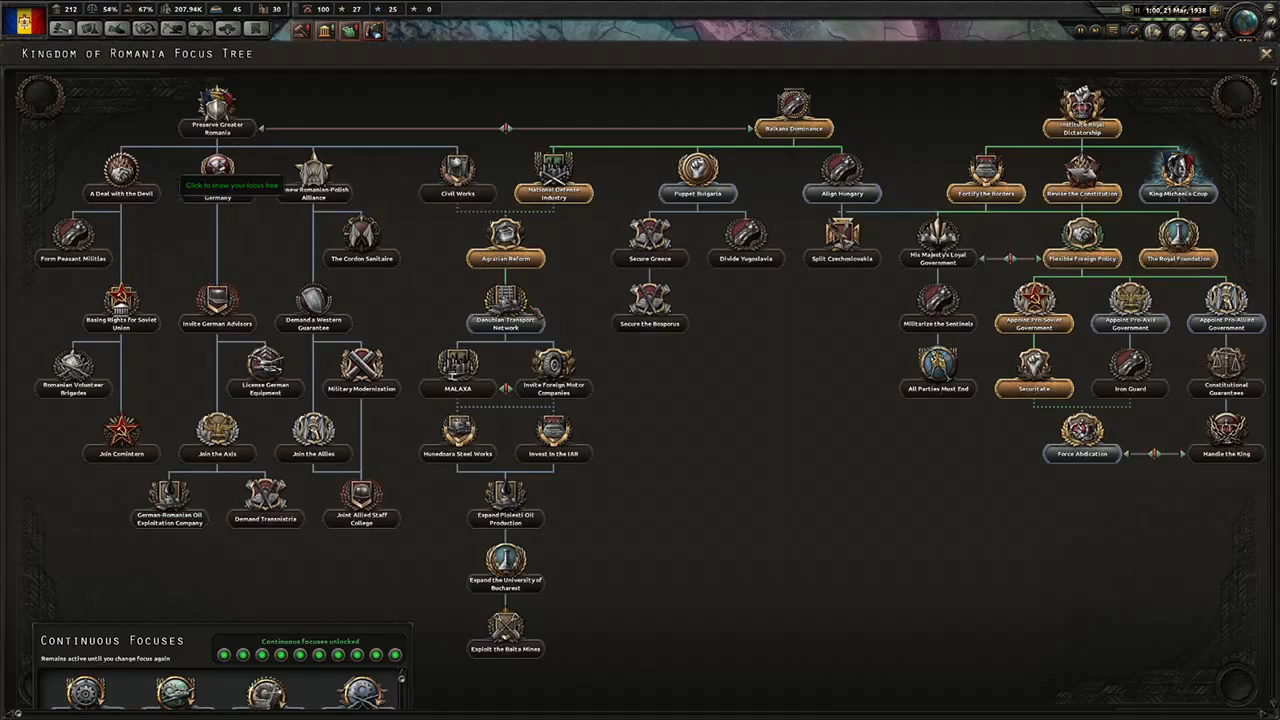 212 54% 67% 207.94K 45 30 100 27 25 0
1:00, 21 Mar, 1938
Kingdom of Romania Focus Tree
Preserve Greater
Romania
Balkans Dominance
Institute Royal
Dictatorship
A Deal with the Devil
Click to show your focus tree
Germany
new Romanian-Polish
Alliance
Civil Works
National Defense
Industry
Puppet Bulgaria
Align Hungary
Fortify the Borders
Revise the Constitution
King Michael's Coup
Form Peasant Militias
The Cordon Sanitaire
Agrarian Reform
Secure Greece
Divide Yugoslavia
Split Czechoslovakia
His Majesty's Loyal
Government
Flexible Foreign Policy
The Royal Foundation
Basing Rights for Soviet
Union
Invite German Advisors
Demand a Western
Guarantee
Danubian Transport
Network
Secure the Bosporus
Militarize the Sentinels
Appoint Pro-Soviet
Government
Appoint Pro-Axis
Government
Appoint Pro-Allied
Government
Romanian Volunteer
Brigades
License German
Equipment
Military Modernization
MALAXA
Invite Foreign Motor
Companies
All Parties Must End
Securitate
Iron Guard
Constitutional
Guarantees
Join Comintern
Join the Axis
Join the Allies
Hunedoara Steel Works
Invest In the IAR
Force Abdication
Handle the King
German-Romanian Oil
Exploitation Company
Demand Transnistria
Joint Allied Staff
College
Expand Ploiesti Oil
Production
Expand the University of
Bucharest
Exploit the Baita Mines
Continuous Focuses
Continuous focuses unlocked
Remains active until you change focus again